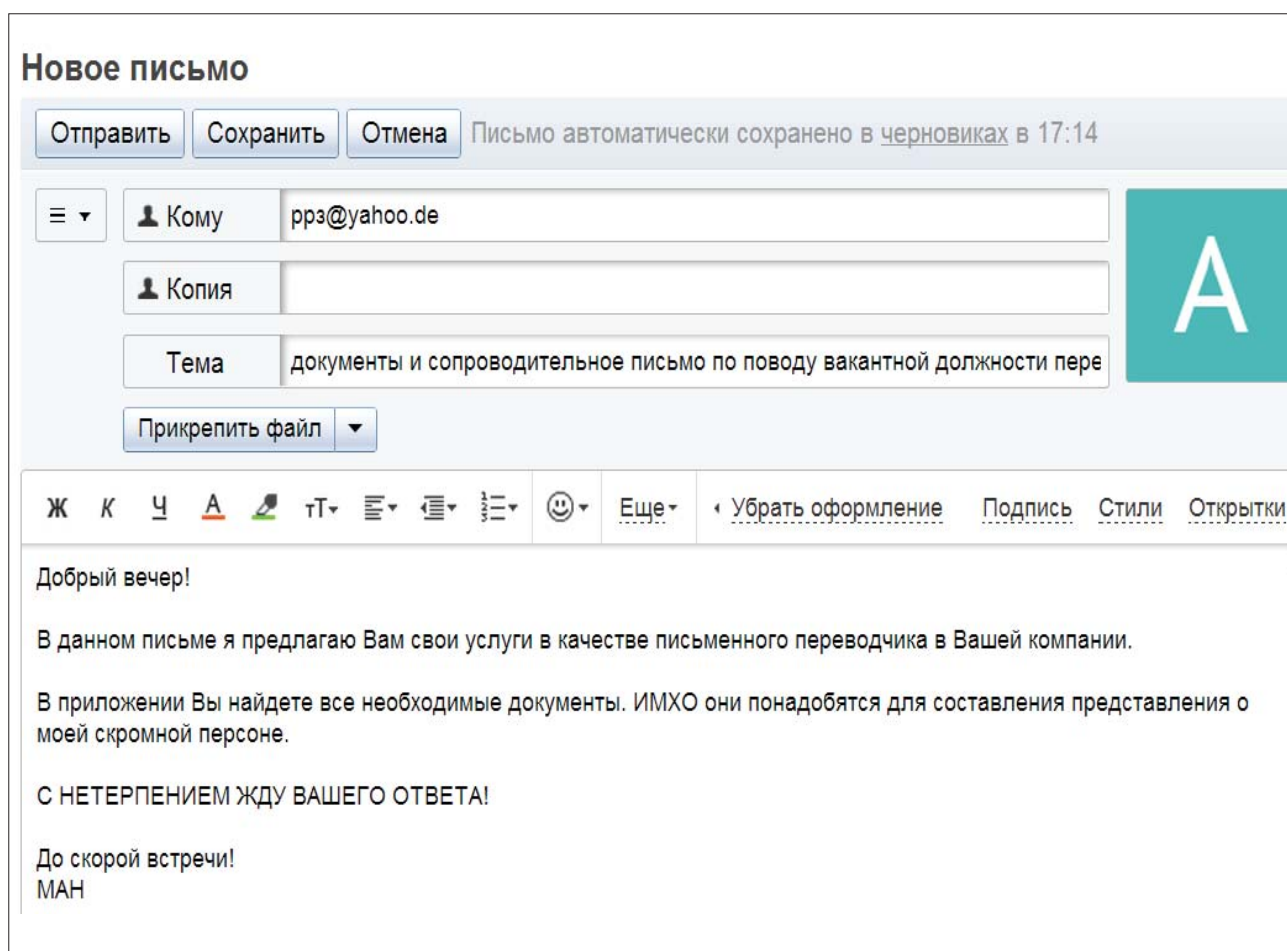 Новое письмо
Отправить Сохранить Отмена Письмо автоматически сохранено в черновиках в 17:14
Кому ррз@yahoo.de
Копия
Тема документы и сопроводительное письмо по поводу вакантной должности пере
А
Прикрепить файл
Ж К Ч А тТ Еще Убрать оформление Подпись Стили Открытки
Добрый вечер!
В данном письме я предлагаю Вам свои услуги в качестве письменного переводчика в Вашей компании.
В приложении Вы найдете все необходимые документы. ИМХО они понадобятся для составления представления о
моей скромной персоне.
С НЕТЕРПЕНИЕМ ЖДУ ВАШЕГО ОТВЕТА!
До скорой встречи!
МАН